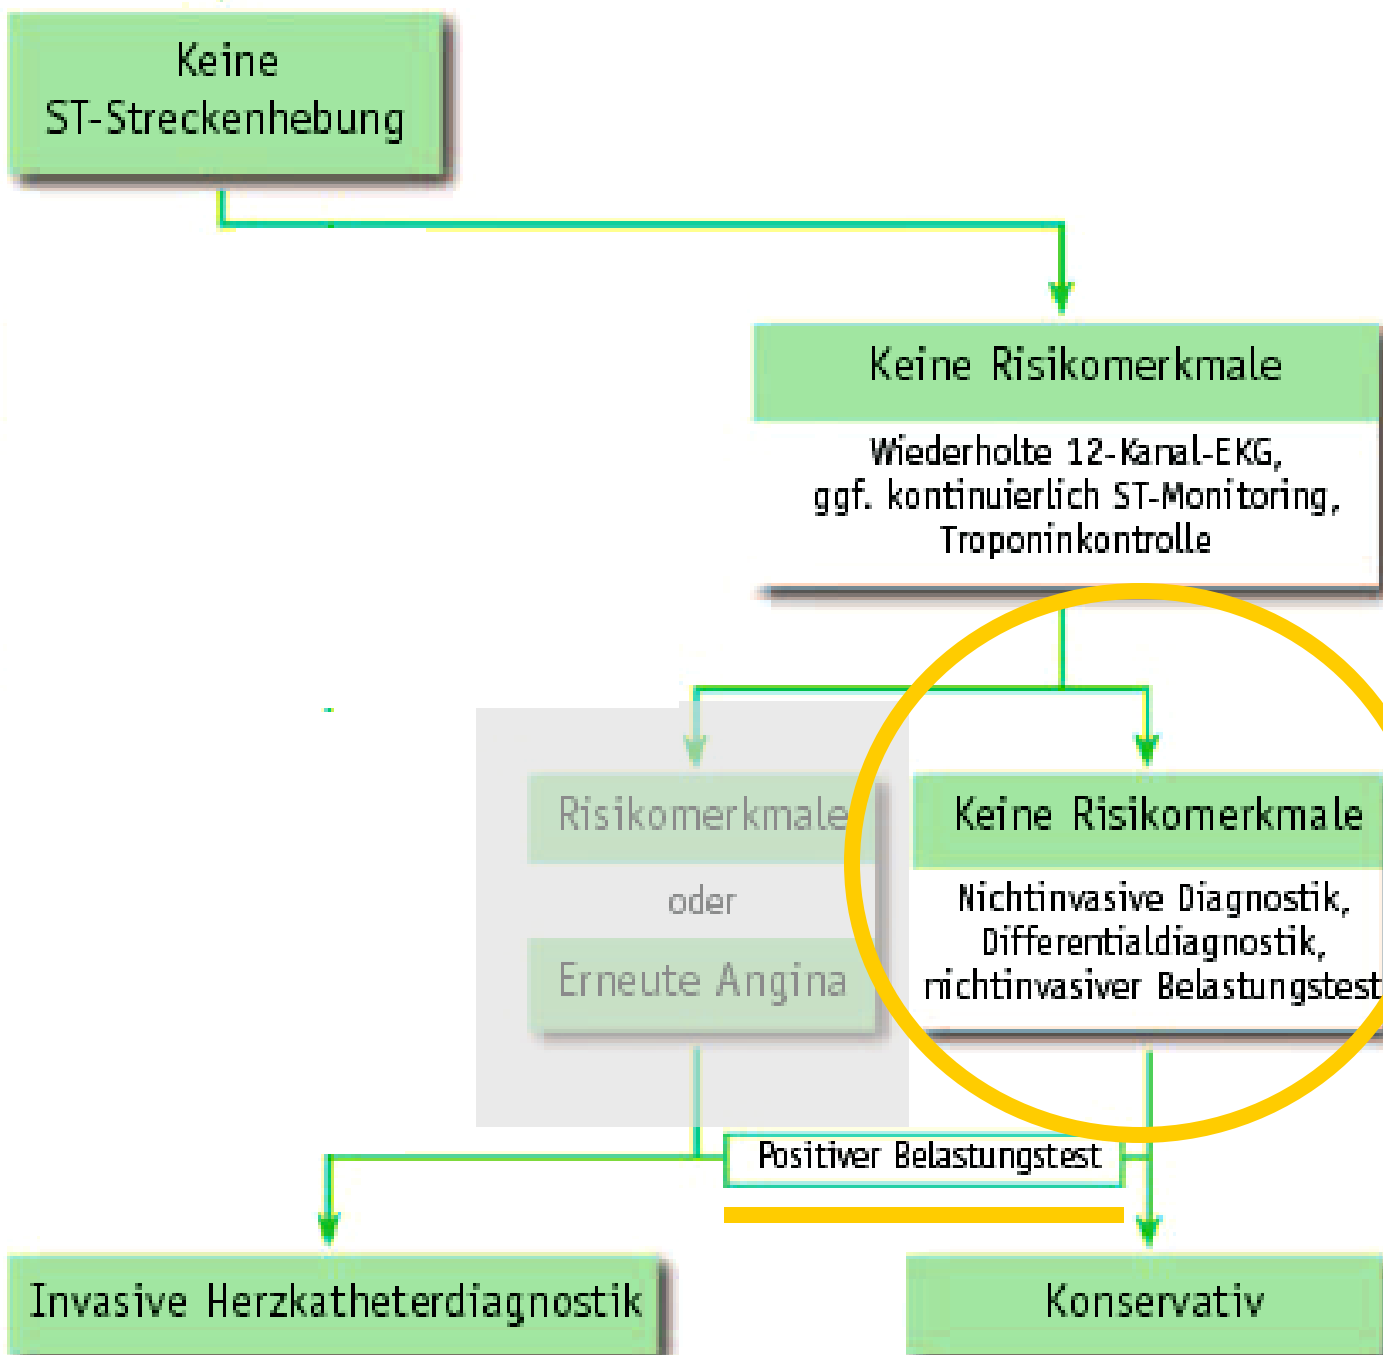 Keine
ST-Streckenhebung
Keine Risikomerkmale
Wiederholte 12-Kanal-EKG,
ggf. kontinuierlich ST-Monitoring,
Troponinkontrolle
Risikomerkmale
oder
Erneute Angina
Keine Risikomerkmale
Nichtinvasive Diagnostik,
Differentialdiagnostik,
nichtinvasiver Belastungstest
Positiver Belastungstest
Invasive Herzkatheterdiagnostik
Konservativ